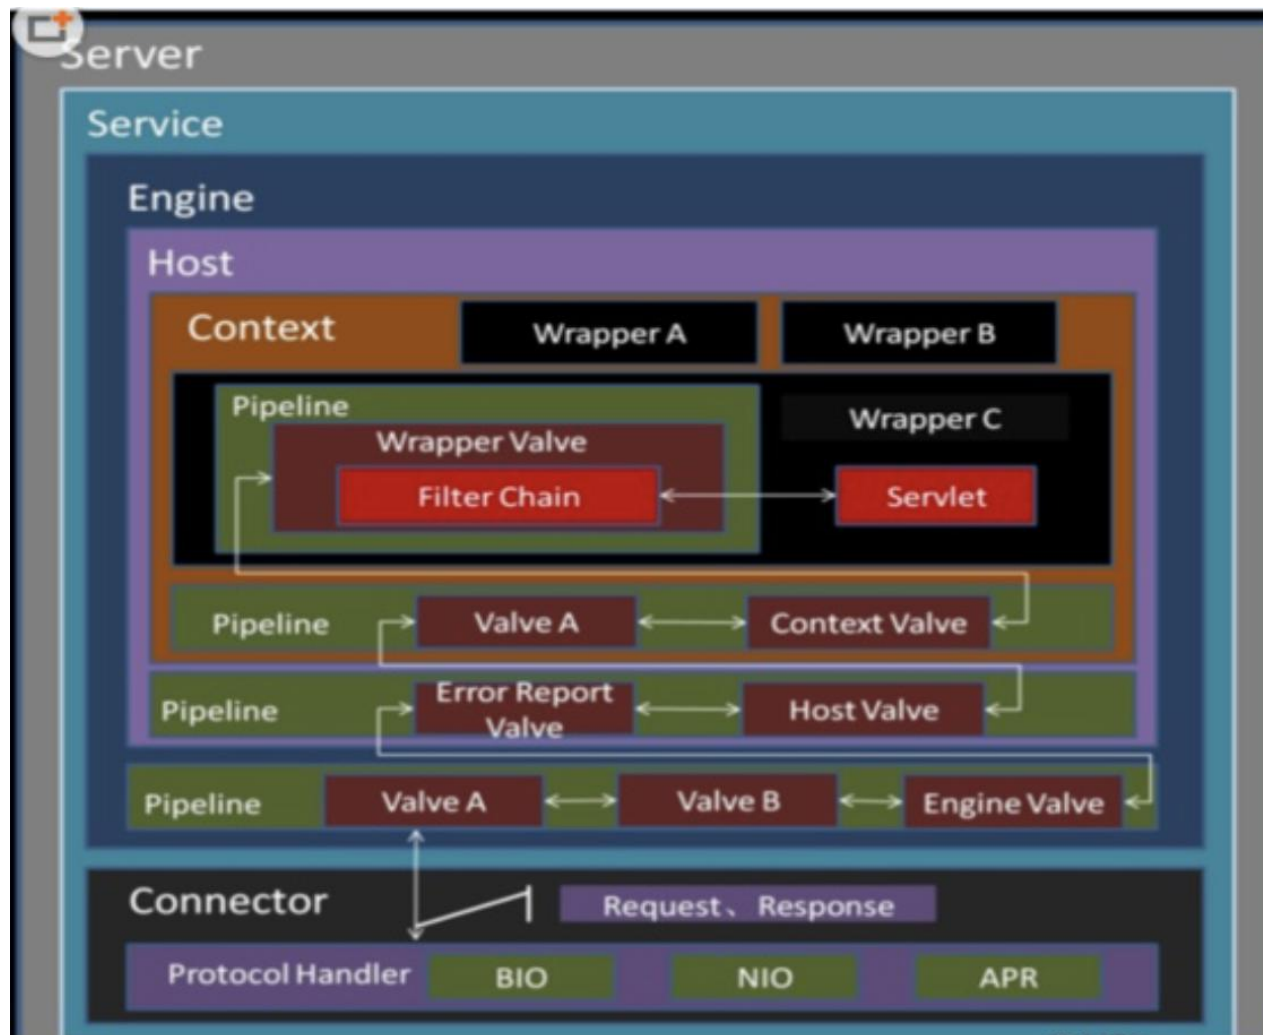 Server
Service
Engine
Host
Context
Wrapper A
Wrapper B
Pipeline
Wrapper C
Wrapper Valve
Filter Chain
Servlet
Pipeline
Valve A
Context Valve
Pipeline
Error Report
Valve
Host Valve
Pipeline
Valve A
Valve B
Engine Valve
Connector
Request、Response
Protocol Handler
BIO
NIO
APR